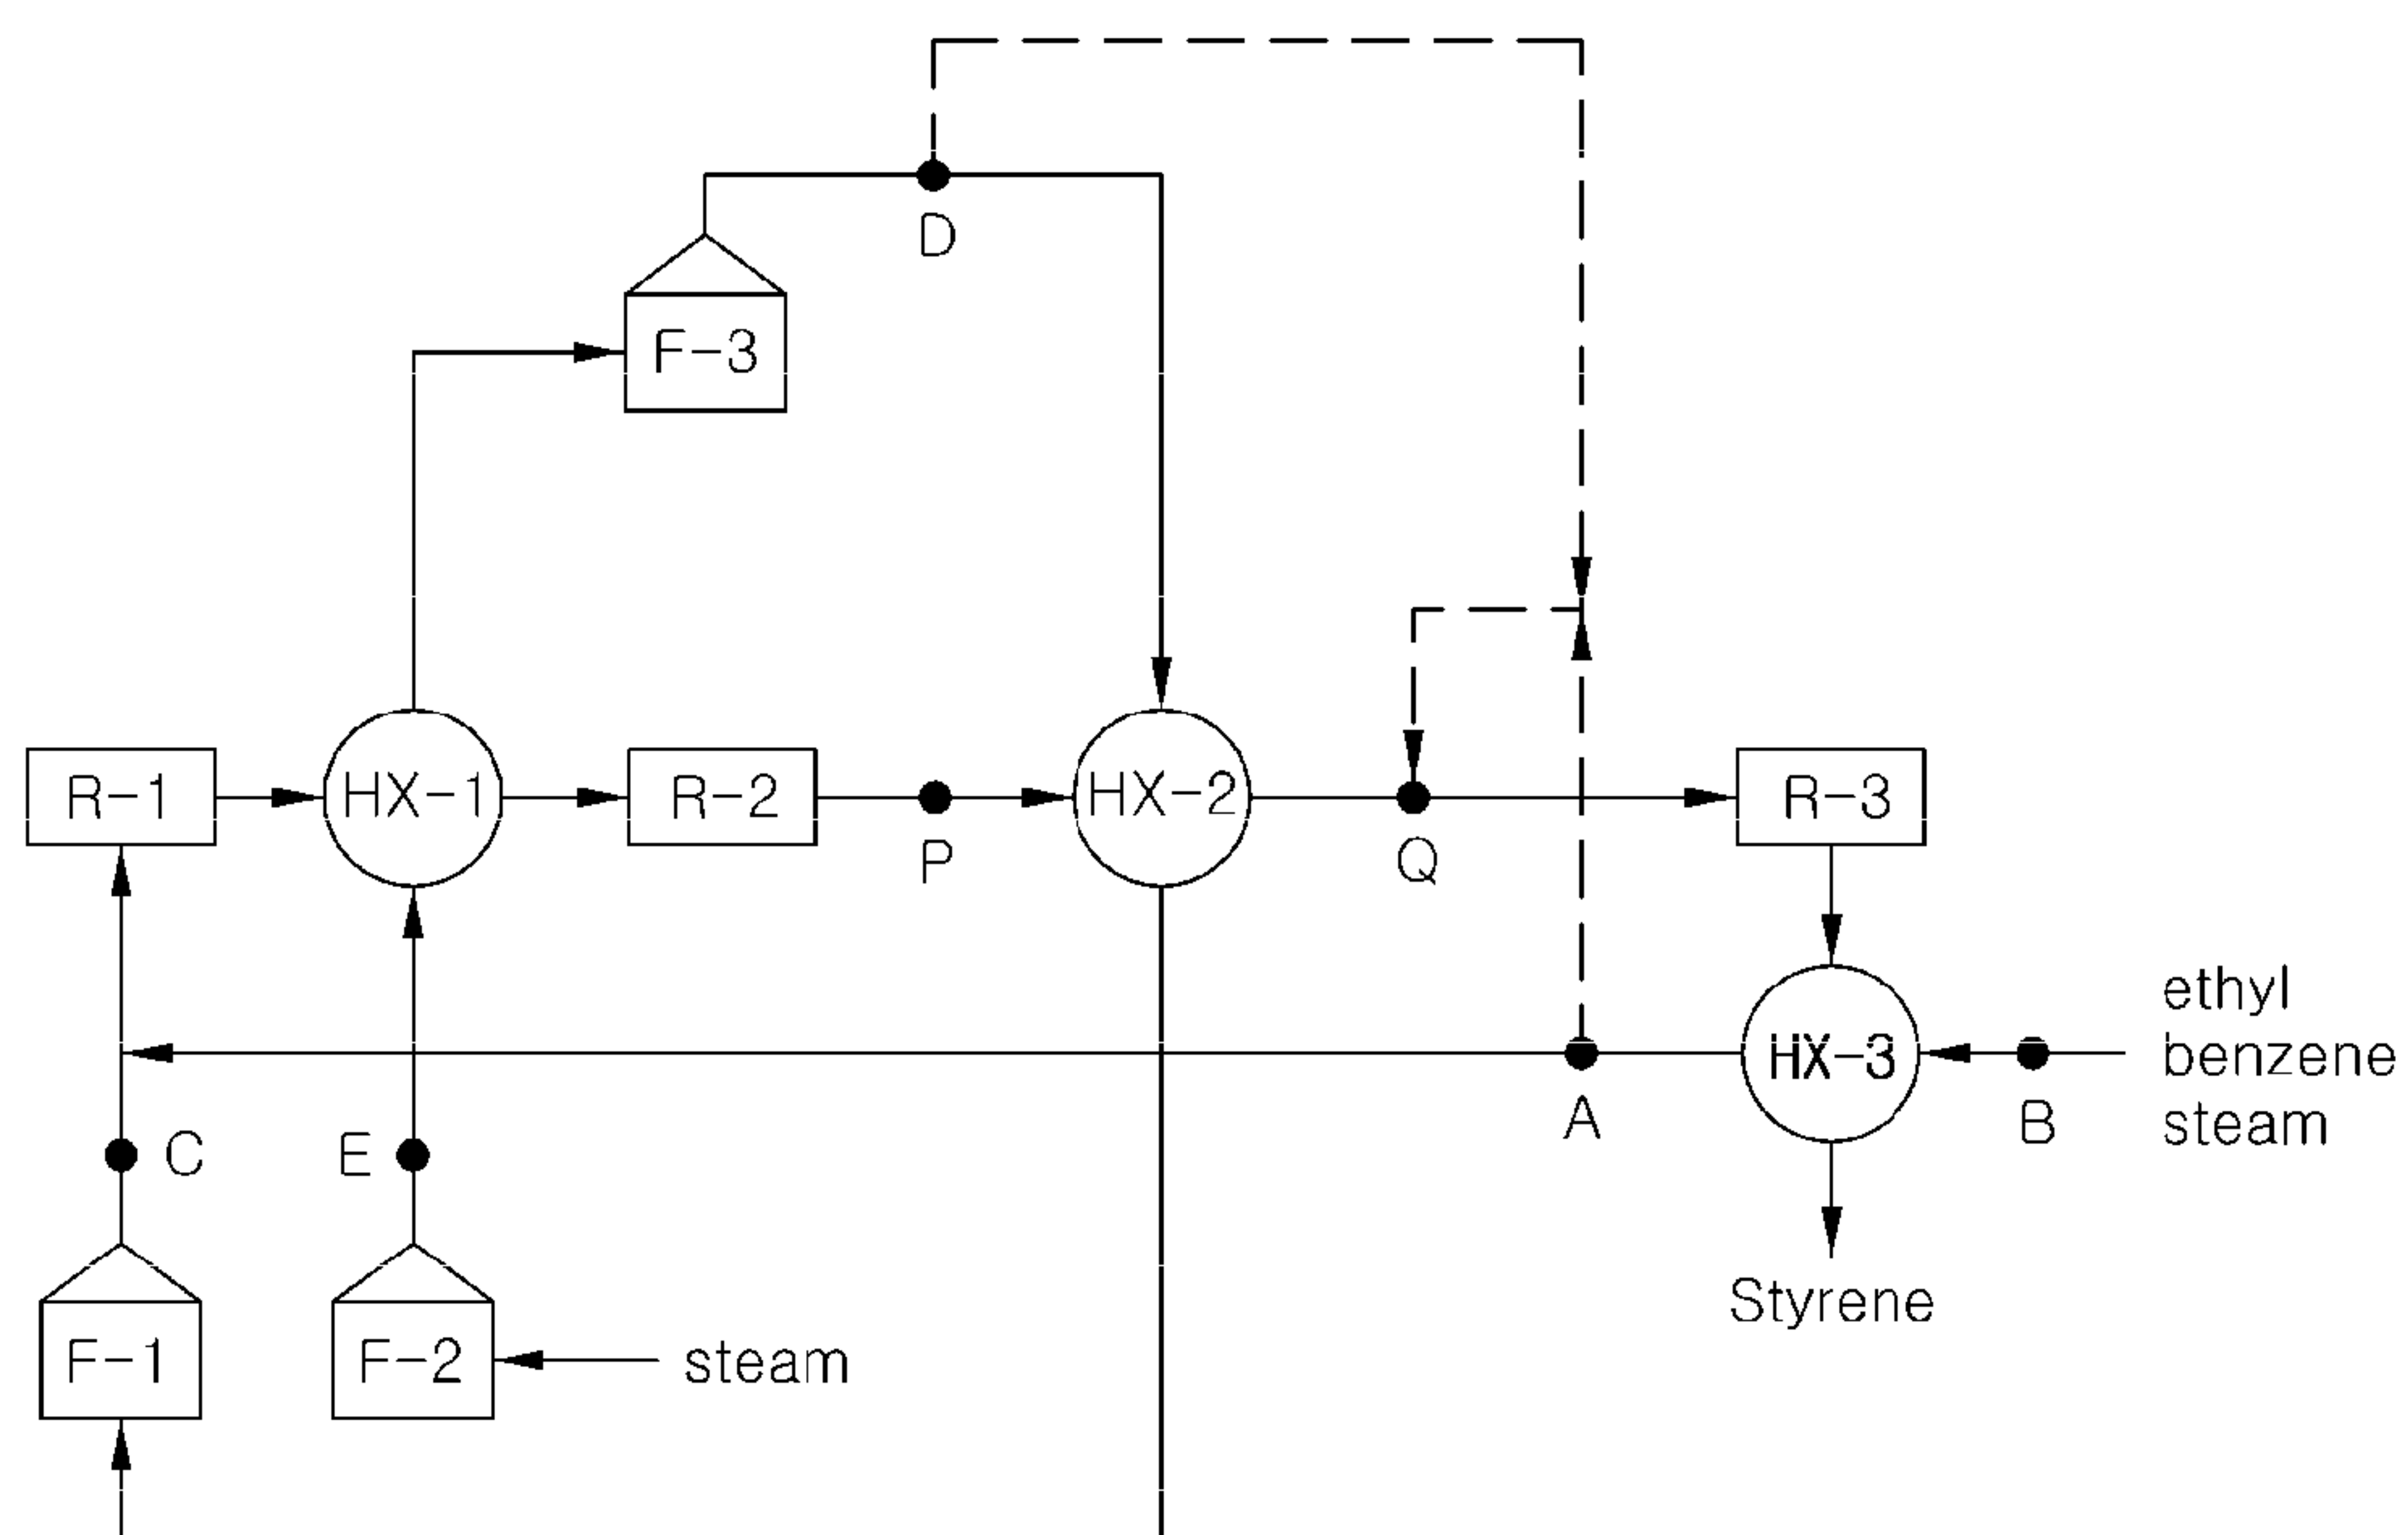 D
F-3
R-1
HX-1
R-2
P
HX-2
Q
R-3
C
E
A
HX-3
B
ethyl
benzene
steam
F-1
F-2
steam
Styrene